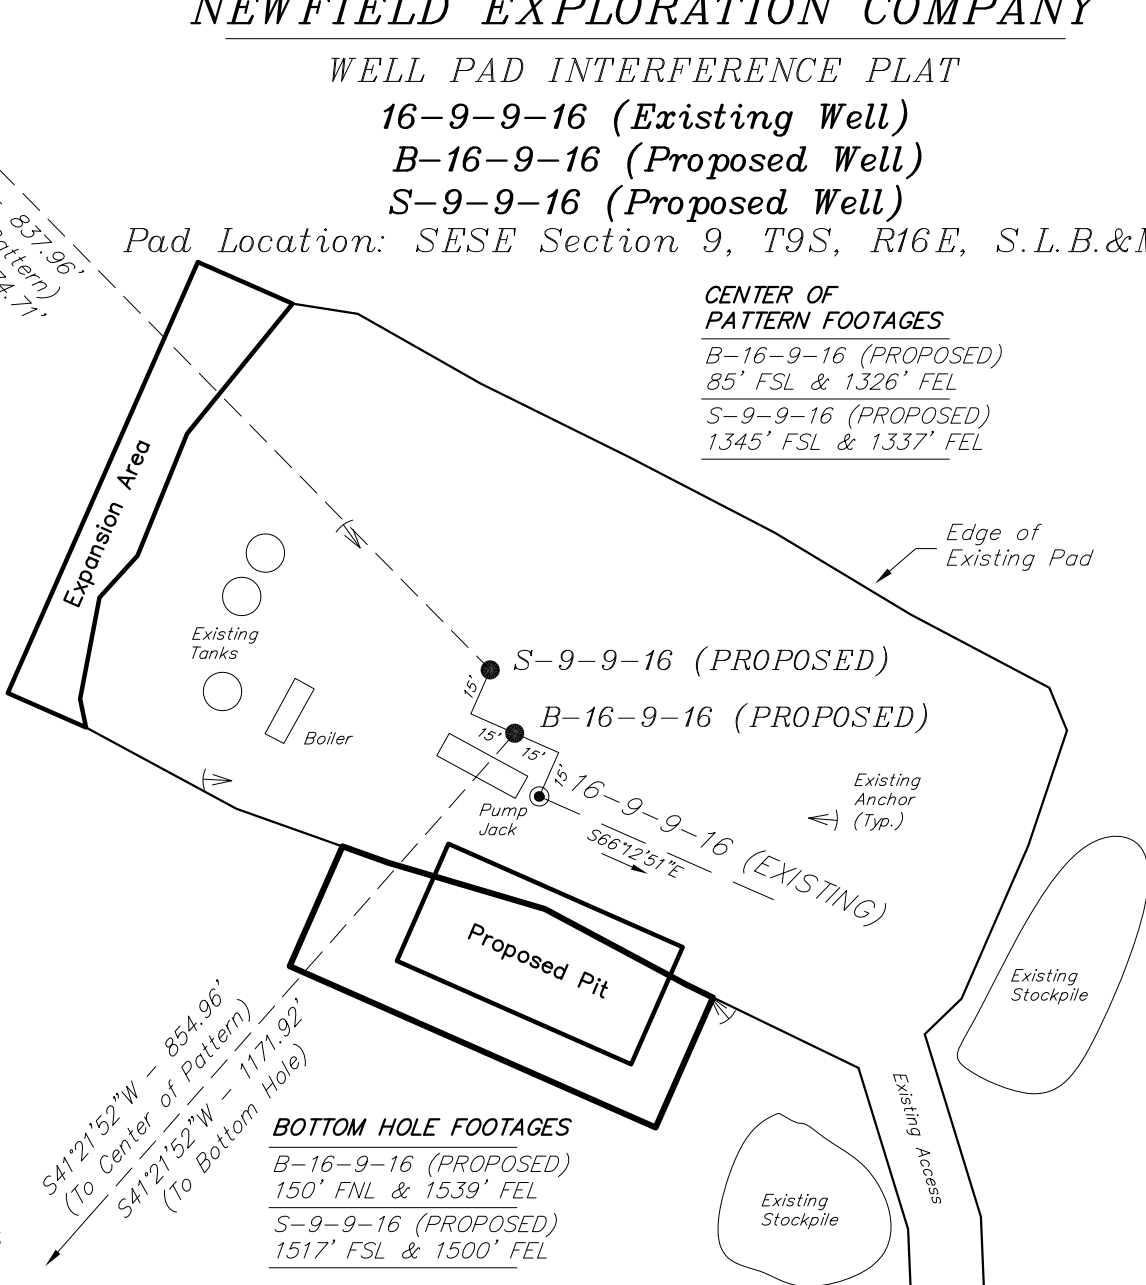 NEWFIELD EXPLORATION COMPANY
WELL PAD INTERFERENCE PLAT
16-9-9-16 (Existing Well)
B-16-9-16 (Proposed Well)
S-9-9-16 (Proposed Well)
Pad Location: SESE Section 9, T9S, R16E, S.L.B.&
837.96'
CENTER OF
PATTERN FOOTAGES
B-16-9-16 (PROPOSED)
85' FSL & 1326' FEL
S-9-9-16 (PROPOSED)
1345' FSL & 1337' FEL
Expansion Area
Edge of
Existing Pad
Existing
Tanks
Boiler
S-9-9-16 (PROPOSED)
15'
B-16-9-16 (PROPOSED)
15'
15'
15'
16-9-9-16 (EXISTING)
S66°12'51"E
Pump
Jack
Existing
Anchor
(Typ.)
Proposed Pit
Existing
Stockpile
S41°21'52"W - 854.96'
(To Center of Pattern)
S41°21'52"W - 1171.92'
(To Bottom Hole)
Existing Access
BOTTOM HOLE FOOTAGES
B-16-9-16 (PROPOSED)
150' FNL & 1539' FEL
S-9-9-16 (PROPOSED)
1517' FSL & 1500' FEL
Existing
Stockpile